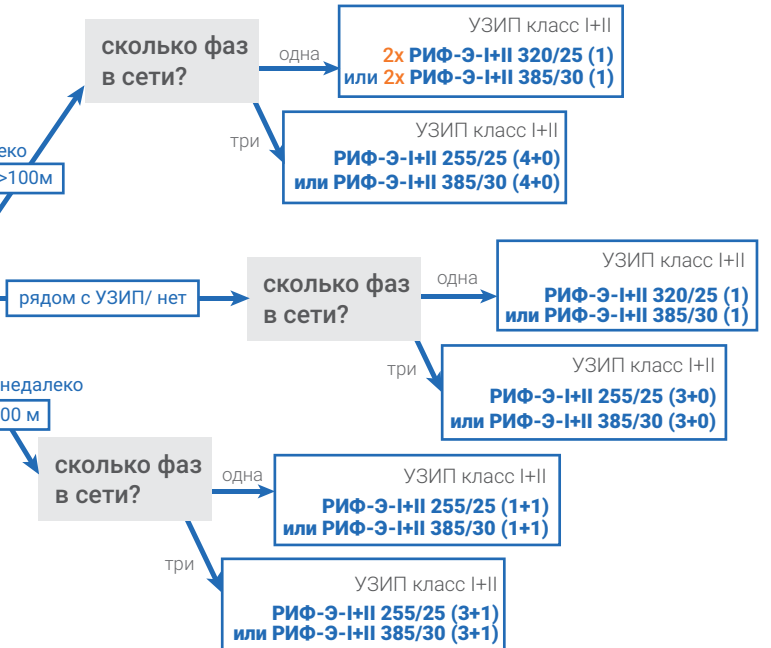 сколько фаз
в сети?
одна
УЗИП класс I+II
2x РИФ-Э-I+II 320/25 (1)
или 2x РИФ-Э-I+II 385/30 (1)
три
УЗИП класс I+II
РИФ-Э-I+II 255/25 (4+0)
или РИФ-Э-I+II 385/30 (4+0)
еко
>100м
рядом с УЗИП/ нет
сколько фаз
в сети?
одна
УЗИП класс I+II
РИФ-Э-I+II 320/25 (1)
или РИФ-Э-I+II 385/30 (1)
три
УЗИП класс I+II
РИФ-Э-I+II 255/25 (3+0)
или РИФ-Э-I+II 385/30 (3+0)
недалеко
00 м
сколько фаз
в сети?
одна
УЗИП класс I+II
РИФ-Э-I+II 255/25 (1+1)
или РИФ-Э-I+II 385/30 (1+1)
три
УЗИП класс I+II
РИФ-Э-I+II 255/25 (3+1)
или РИФ-Э-I+II 385/30 (3+1)